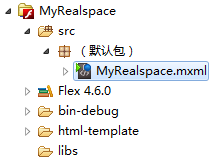 MyRealspace
src
（默认包）
MyRealspace.mxml
Flex 4.6.0
bin-debug
html-template
libs